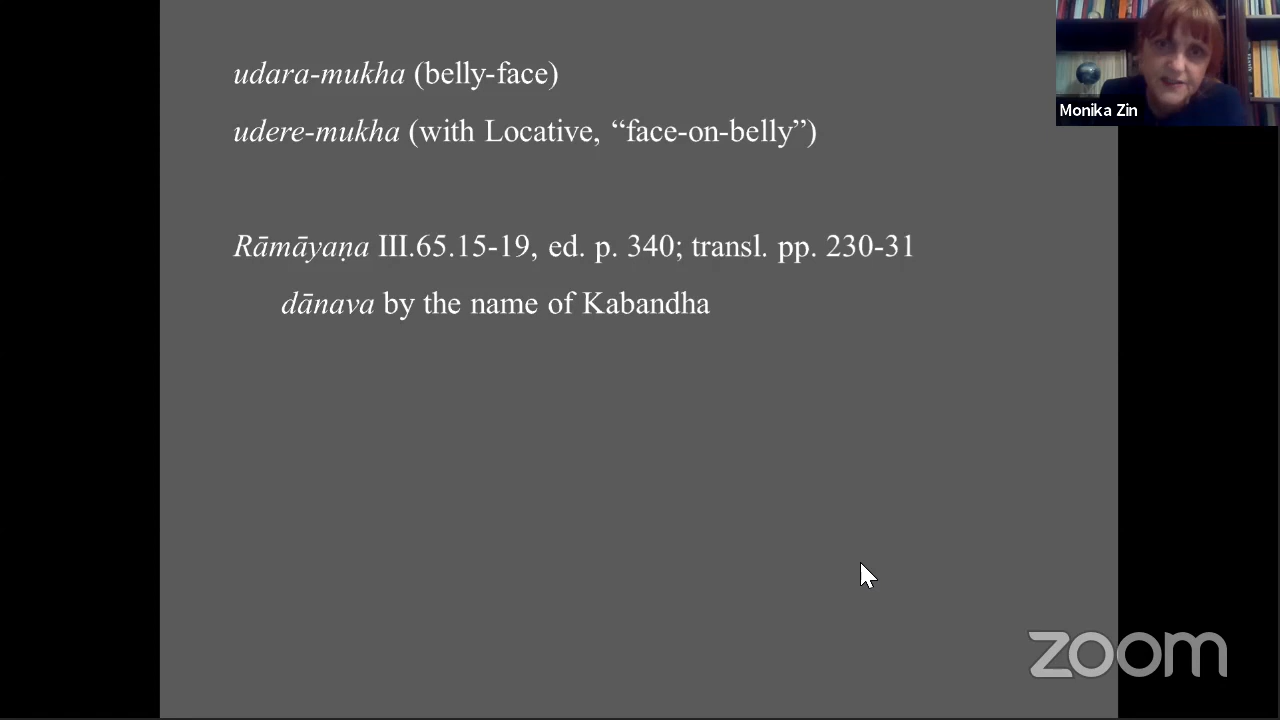 udara-mukha (belly-face)
udere-mukha (with Locative, “face-on-belly”)
Rāmāyaṇa III.65.15-19, ed. p. 340; transl. pp. 230-31
dānava by the name of Kabandha
Monika Zin
zoom